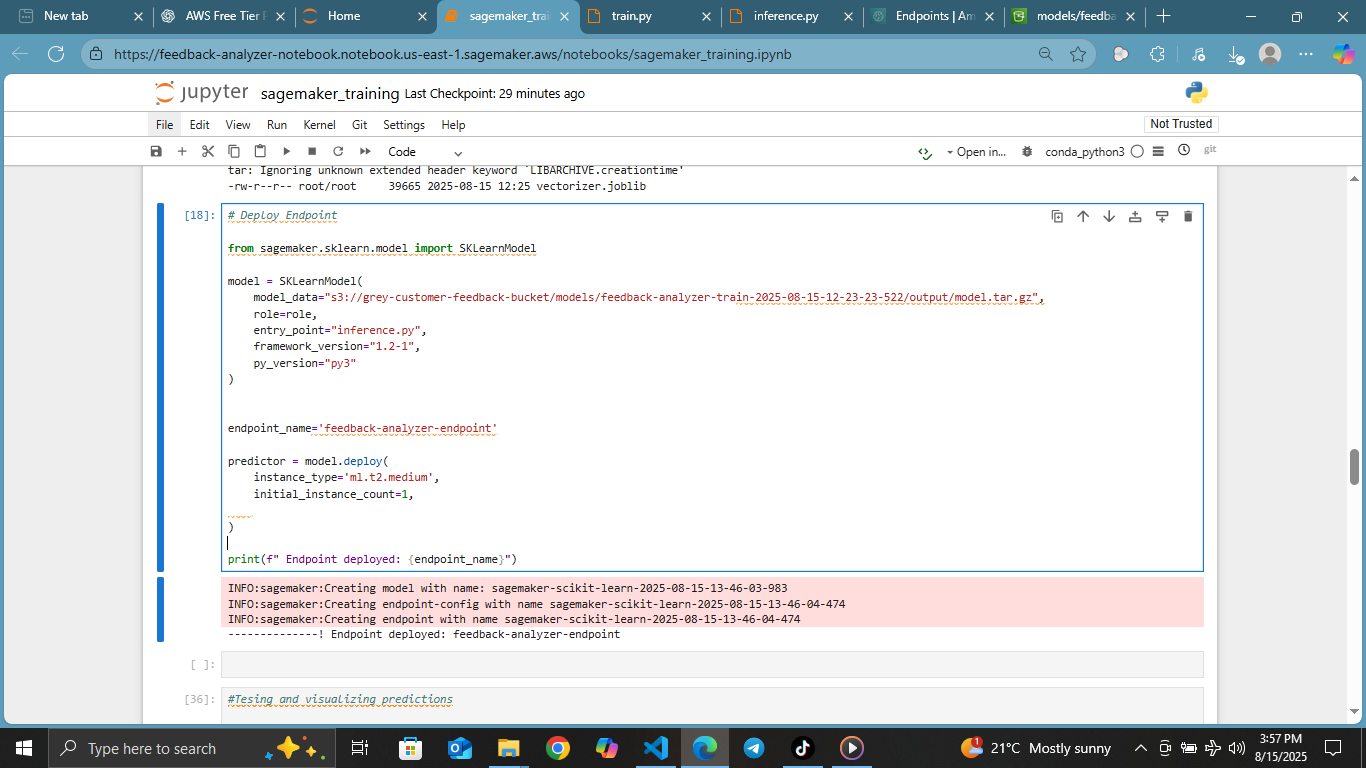 New tab
AWS Free Tier
Home
sagemaker_trai
train.py
inference.py
Endpoints | Am
models/feedba
https://feedback-analyzer-notebook.notebook.us-east-1.sagemaker.aws/notebooks/sagemaker_training.ipynb
jupyter sagemaker_training Last Checkpoint: 29 minutes ago
File Edit View Run Kernel Git Settings Help
Not Trusted
Code
Open in...
conda_python3
git
tar: Ignoring unknown extended header keyword `LIBARCHIVE.creationtime'
-rw-r--r-- root/root     39665 2025-08-15 12:25 vectorizer.joblib
[18]:
# Deploy Endpoint
from sagemaker.sklearn.model import SKLearnModel
model = SKLearnModel(
    model_data="s3://grey-customer-feedback-bucket/models/feedback-analyzer-train-2025-08-15-12-23-23-522/output/model.tar.gz",
    role=role,
    entry_point="inference.py",
    framework_version="1.2-1",
    py_version="py3"
)
endpoint_name='feedback-analyzer-endpoint'
predictor = model.deploy(
    instance_type='ml.t2.medium',
    initial_instance_count=1,
)
print(f" Endpoint deployed: {endpoint_name}")
INFO:sagemaker:Creating model with name: sagemaker-scikit-learn-2025-08-15-13-46-03-983
INFO:sagemaker:Creating endpoint-config with name sagemaker-scikit-learn-2025-08-15-13-46-04-474
INFO:sagemaker:Creating endpoint with name sagemaker-scikit-learn-2025-08-15-13-46-04-474
--------------! Endpoint deployed: feedback-analyzer-endpoint
[ ]:
[36]:
#Tesing and visualizing predictions
Type here to search
1
21°C Mostly sunny
3:57 PM
8/15/2025